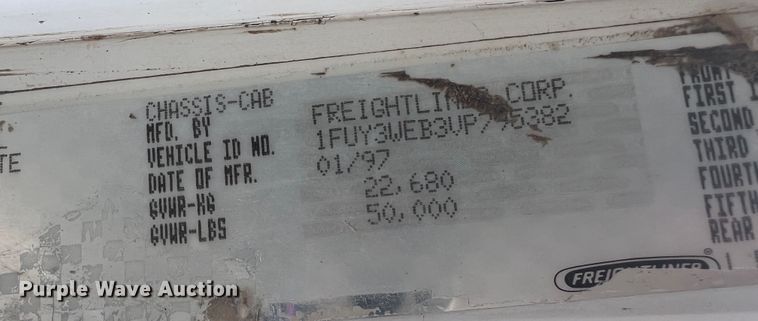 CHASSIS-CAB
MFD. BY FREIGHTLINER CORP.
VEHICLE ID NO.
DATE OF MFR. 01/97
GVWR-KG 22,680
GVWR-LBS 50,000
TE
FRONT
FIRST
SECOND
THIRD
FOURTH
FIFTH
REAR
FREIGHTLINER
®
Purple Wave Auction